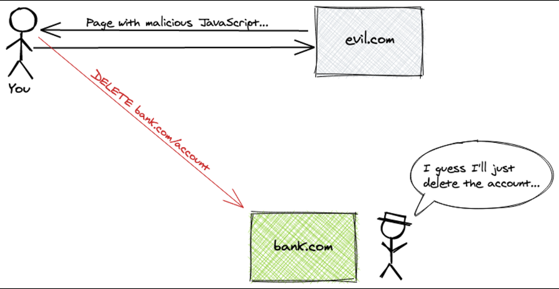 Page with malicious JavaScript...
evil.com
You
DELETE bank.com/account
I guess I'll just
delete the account...
bank.com